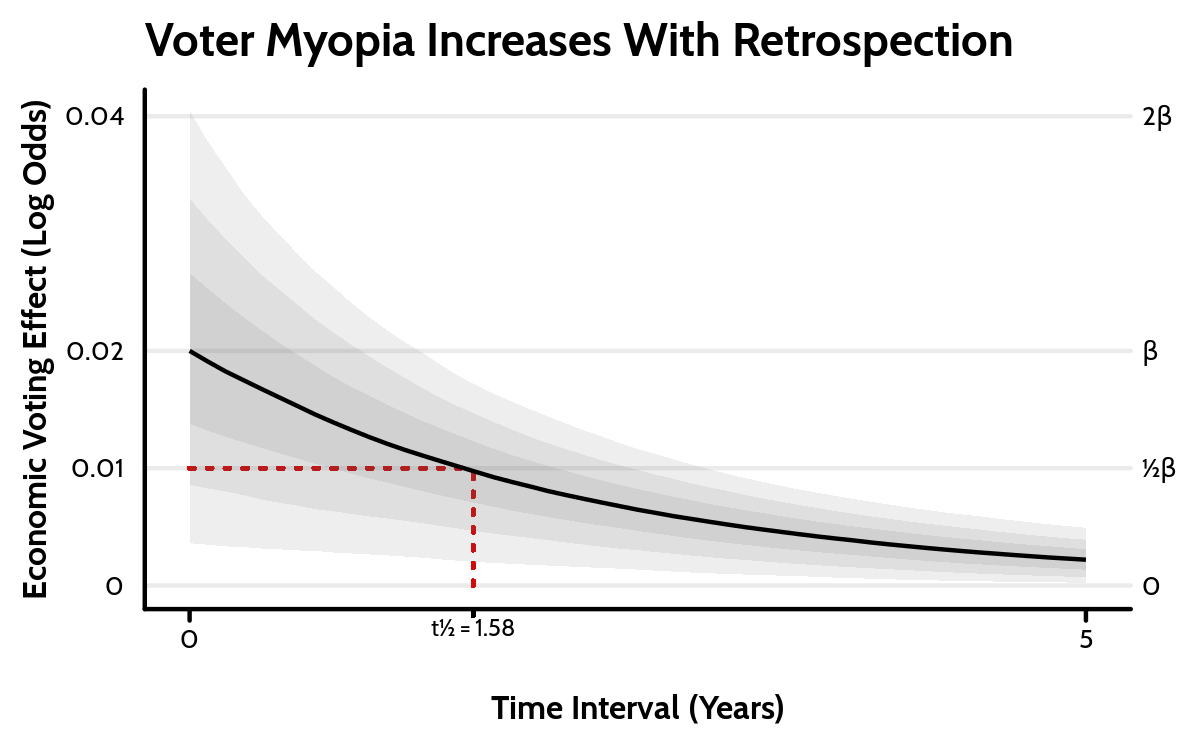 Voter Myopia Increases With Retrospection
Economic Voting Effect (Log Odds)
0.04
0.02
0.01
0
2β
β
½β
0
0
t½ = 1.58
5
Time Interval (Years)